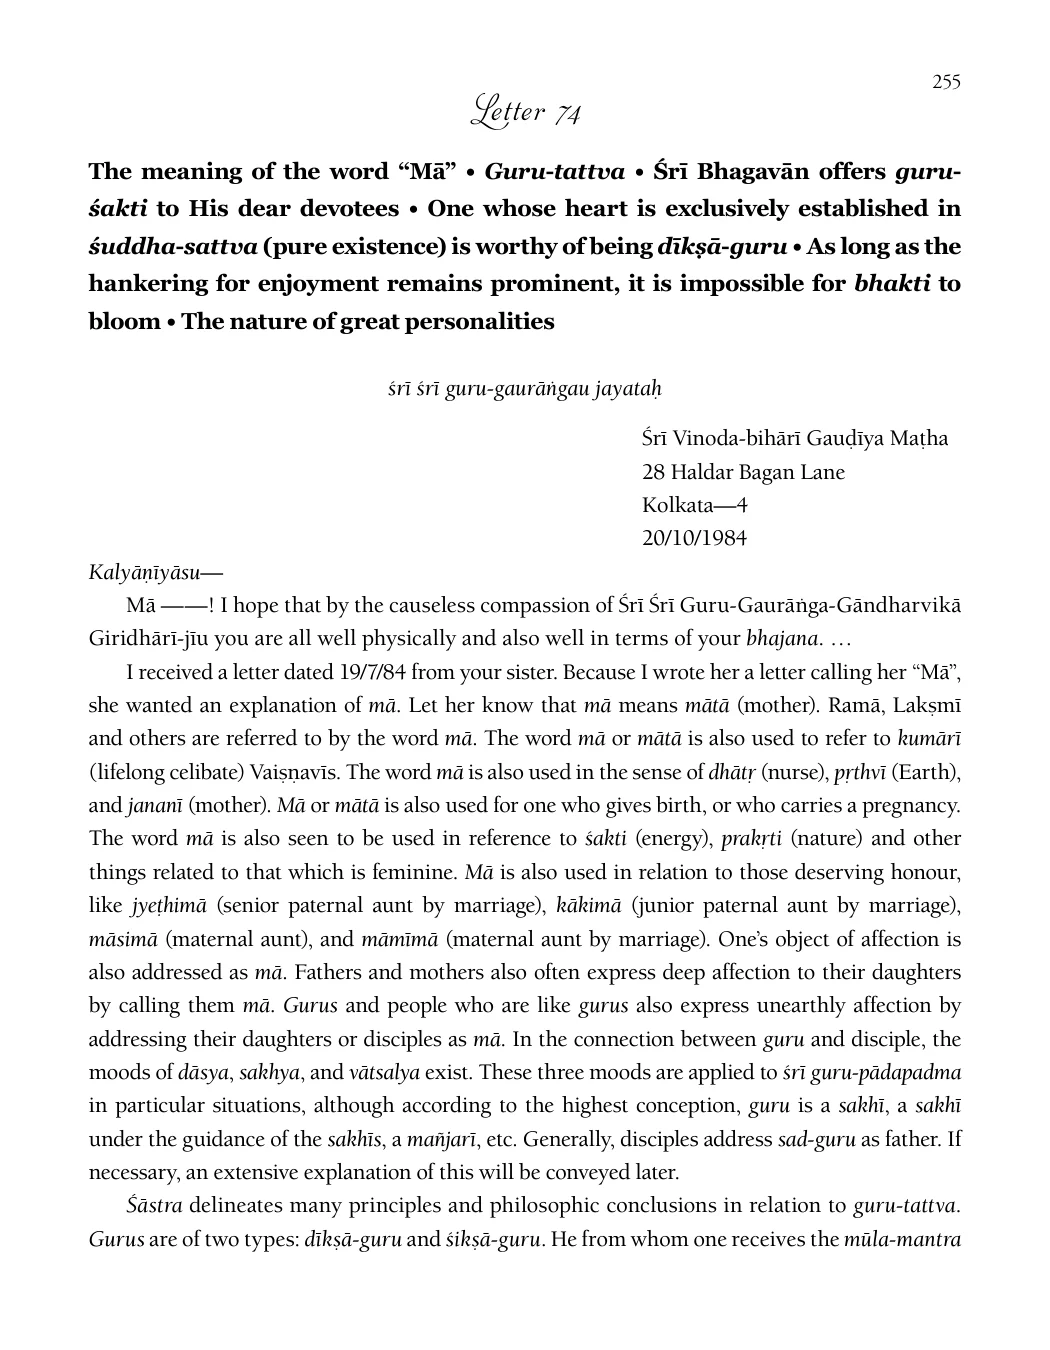 255
Letter 74
The meaning of the word “Mā” • Guru-tattva • Śrī Bhagavān offers guru-
śakti to His dear devotees • One whose heart is exclusively established in
śuddha-sattva (pure existence) is worthy of being dīkṣā-guru • As long as the
hankering for enjoyment remains prominent, it is impossible for bhakti to
bloom • The nature of great personalities
śrī śrī guru-gaurāṅgau jayataḥ
Śrī Vinoda-bihārī Gauḍīya Maṭha
28 Haldar Bagan Lane
Kolkata—4
20/10/1984
Kalyāṇīyāsu—
Mā ——! I hope that by the causeless compassion of Śrī Śrī Guru-Gaurāṅga-Gāndharvikā
Giridhārī-jīu you are all well physically and also well in terms of your bhajana. …
I received a letter dated 19/7/84 from your sister. Because I wrote her a letter calling her “Mā”,
she wanted an explanation of mā. Let her know that mā means mātā (mother). Ramā, Lakṣmī
and others are referred to by the word mā. The word mā or mātā is also used to refer to kumārī
(lifelong celibate) Vaiṣṇavīs. The word mā is also used in the sense of dhātṛ (nurse), pṛthvī (Earth),
and jananī (mother). Mā or mātā is also used for one who gives birth, or who carries a pregnancy.
The word mā is also seen to be used in reference to śakti (energy), prakṛti (nature) and other
things related to that which is feminine. Mā is also used in relation to those deserving honour,
like jyeṭhimā (senior paternal aunt by marriage), kākimā (junior paternal aunt by marriage),
māsimā (maternal aunt), and māmīmā (maternal aunt by marriage). One’s object of affection is
also addressed as mā. Fathers and mothers also often express deep affection to their daughters
by calling them mā. Gurus and people who are like gurus also express unearthly affection by
addressing their daughters or disciples as mā. In the connection between guru and disciple, the
moods of dāsya, sakhya, and vātsalya exist. These three moods are applied to śrī guru-pādapadma
in particular situations, although according to the highest conception, guru is a sakhī, a sakhī
under the guidance of the sakhīs, a mañjarī, etc. Generally, disciples address sad-guru as father. If
necessary, an extensive explanation of this will be conveyed later.
Śāstra delineates many principles and philosophic conclusions in relation to guru-tattva.
Gurus are of two types: dīkṣā-guru and śikṣā-guru. He from whom one receives the mūla-mantra